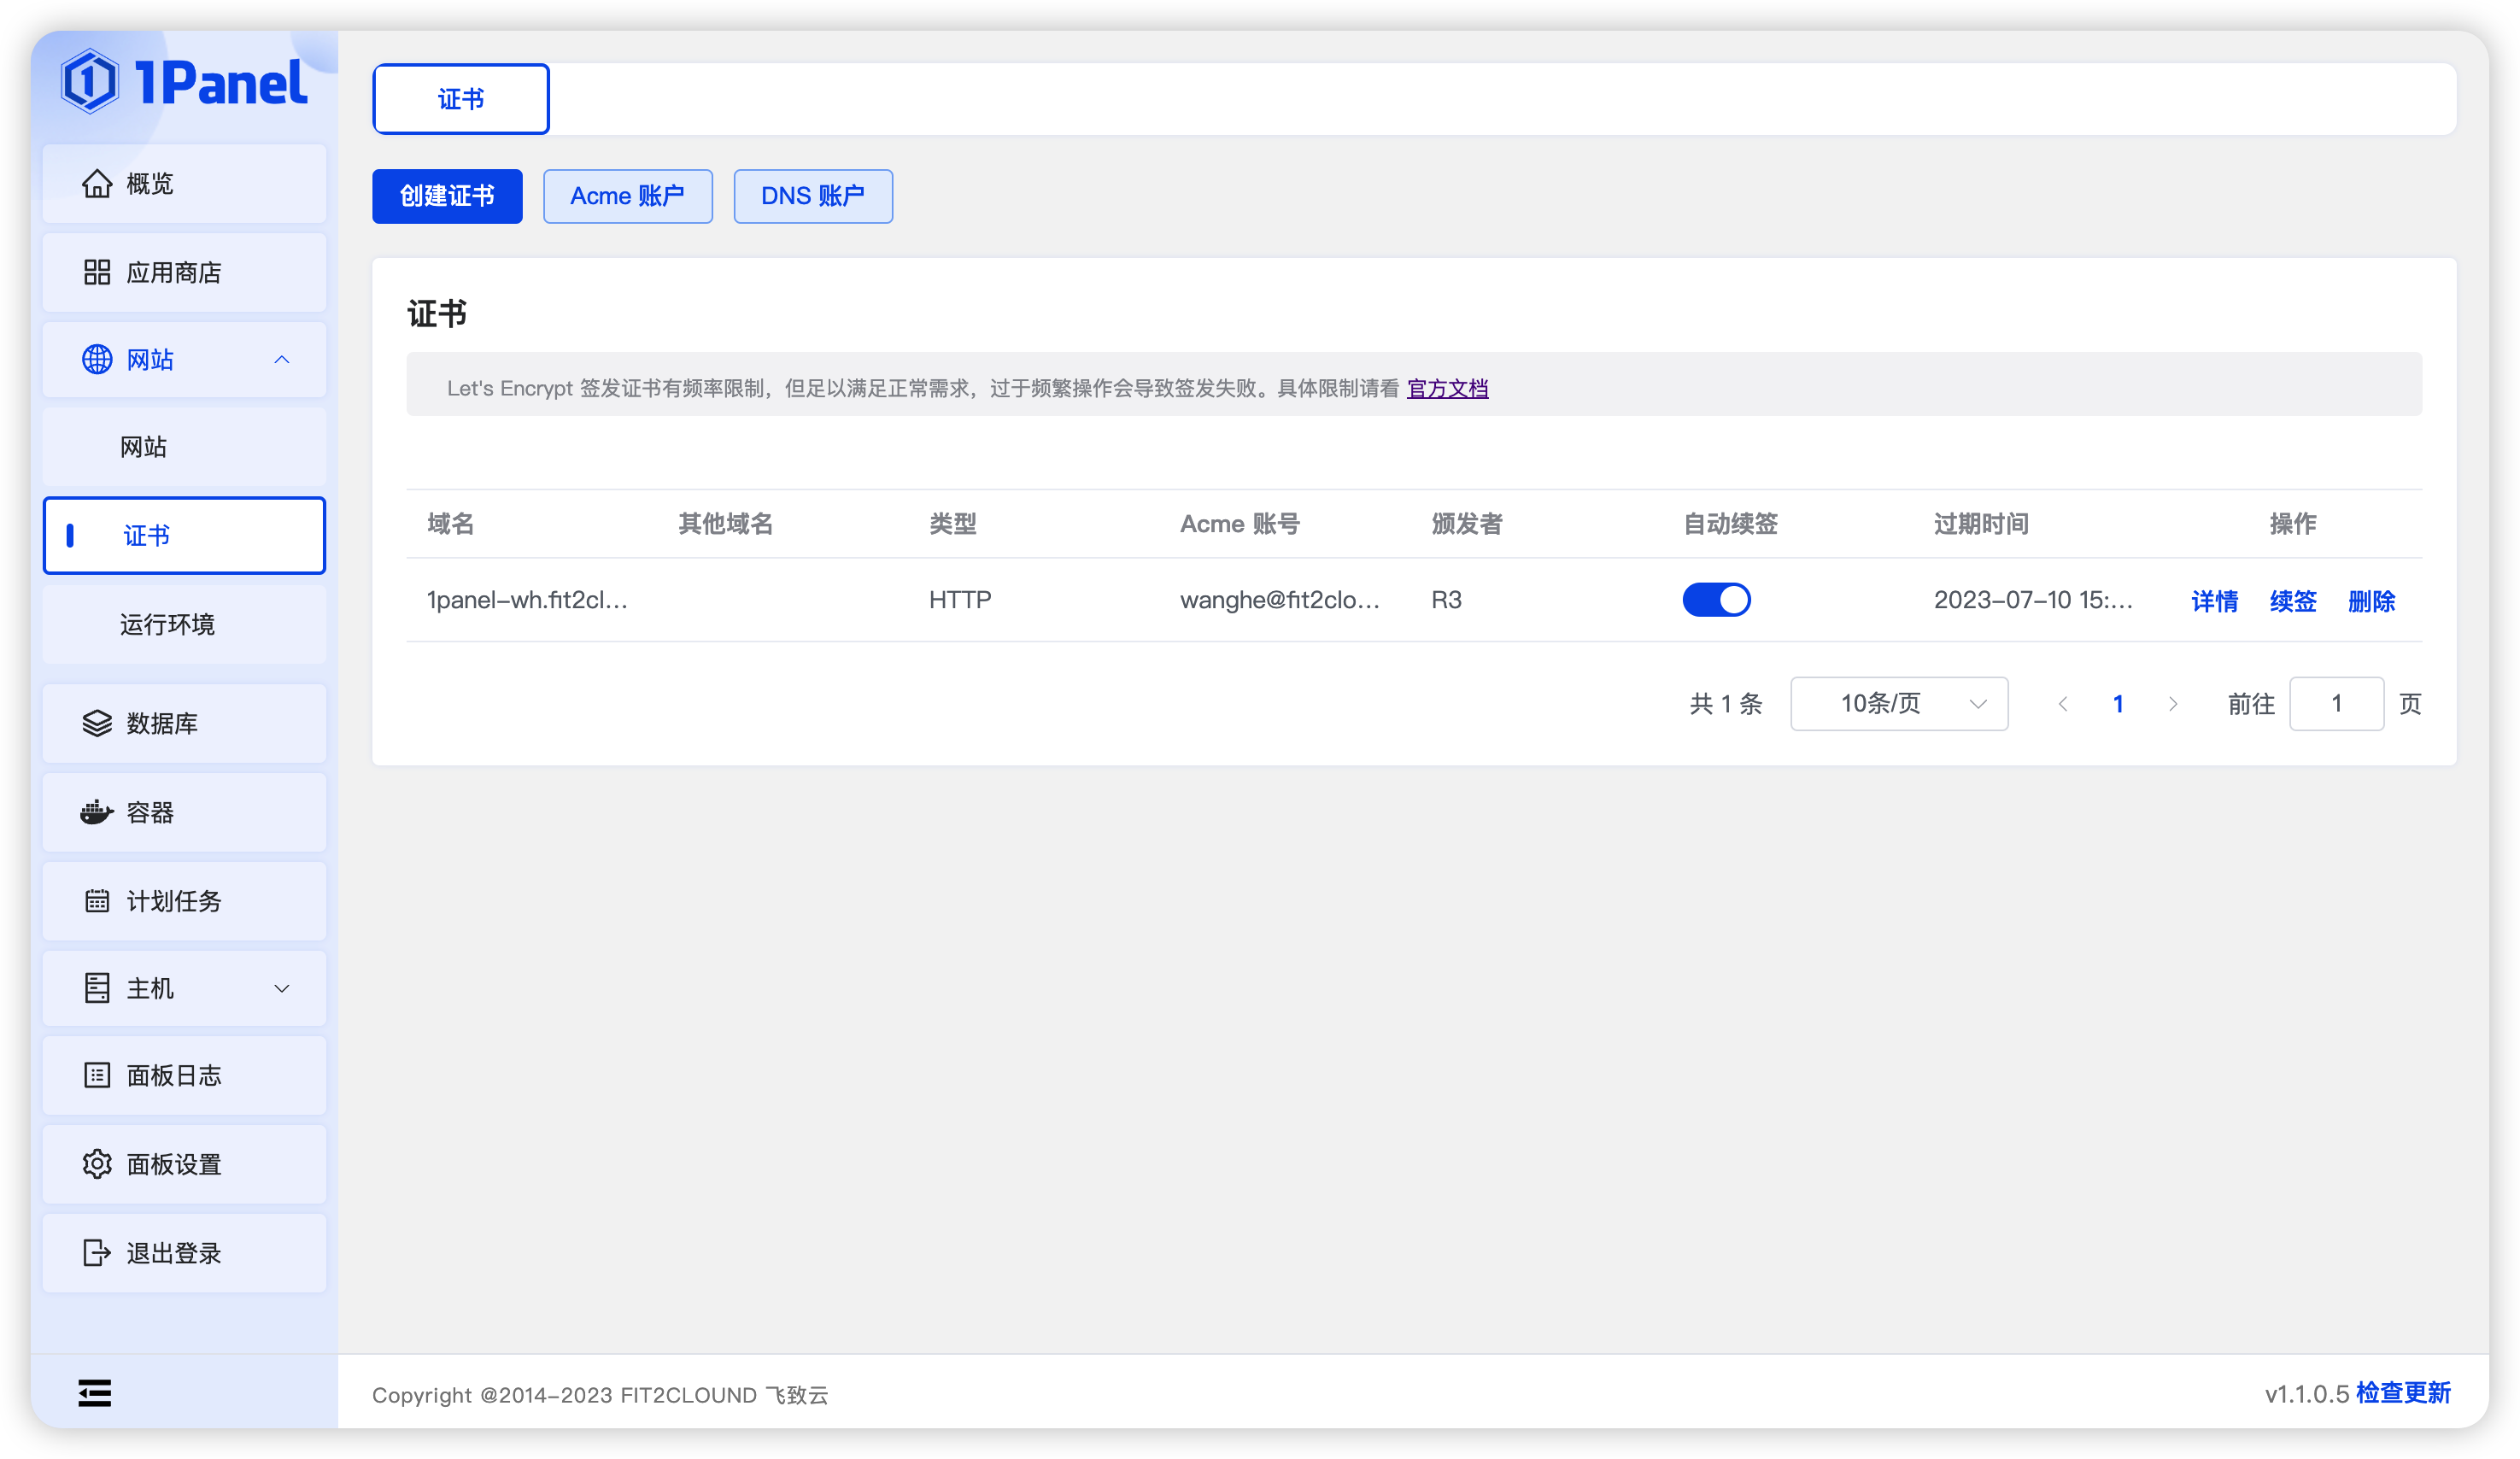 1Panel
概览
应用商店
网站
网站
证书
运行环境
数据库
容器
计划任务
主机
面板日志
面板设置
退出登录
证书
创建证书 Acme 账户 DNS 账户
证书
Let's Encrypt 签发证书有频率限制，但足以满足正常需求，过于频繁操作会导致签发失败。具体限制请看 官方文档
域名 其他域名 类型 Acme 账号 颁发者 自动续签 过期时间 操作
1panel-wh.fit2cl... HTTP wanghe@fit2clo... R3 2023-07-10 15:... 详情 续签 删除
共 1 条 10条/页 1 前往 1 页
Copyright @2014-2023 FIT2CLOUND 飞致云
v1.1.0.5 检查更新